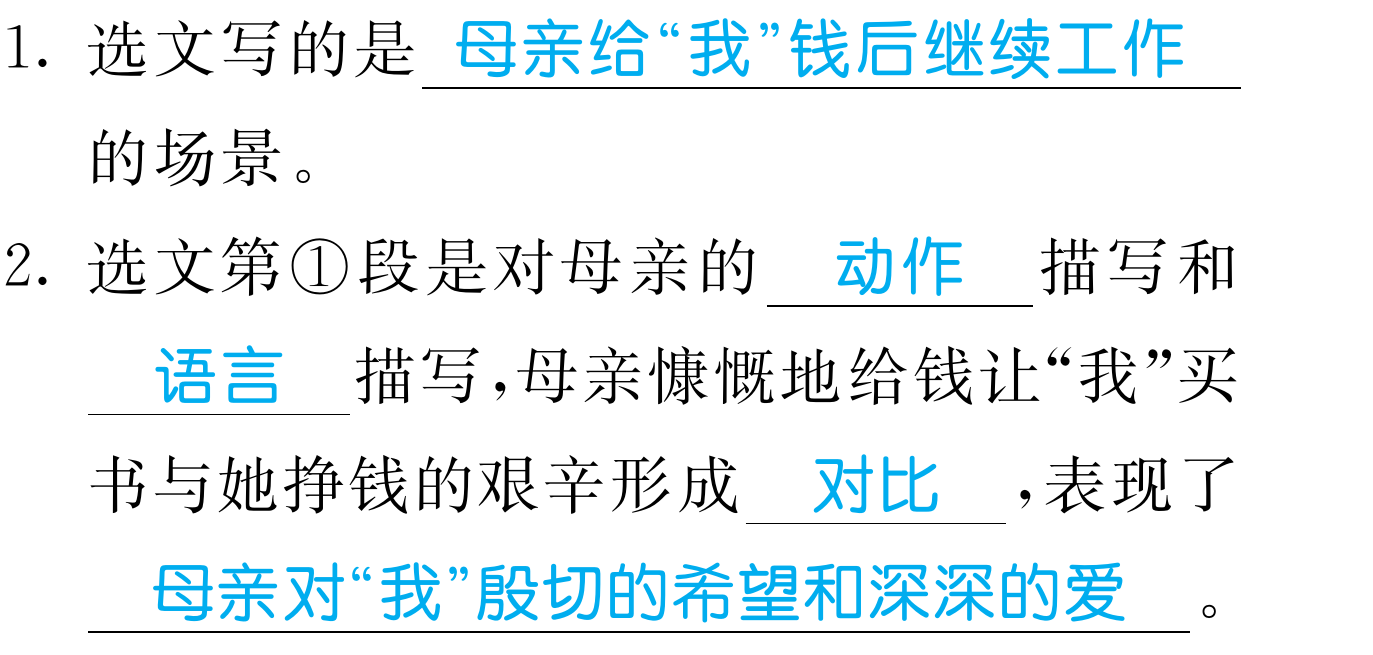 1. 选文写的是 母亲给“我”钱后继续工作
的场景。
2. 选文第①段是对母亲的 动作 描写和
语言 描写,母亲慷慨地给钱让“我”买
书与她挣钱的艰辛形成 对比 ,表现了
母亲对“我”殷切的希望和深深的爱 。